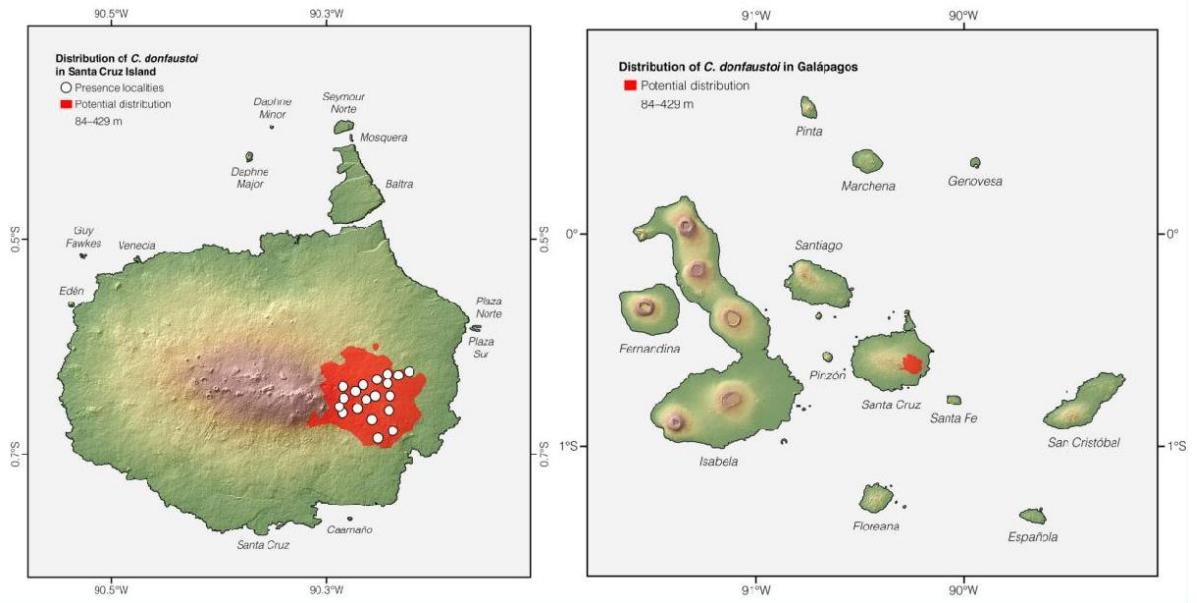 90.5°W
90.3°W
Distribution of C. donfaustoi
in Santa Cruz Island
Presence localities
Potential distribution
84–429 m
Daphne
Minor
Seymour
Norte
Mosquera
Daphne
Major
Baltra
Guy
Fawkes
Venecia
Edén
Plaza
Norte
Plaza
Sur
Caamaño
Santa Cruz
0.5°S
0.5°S
0.7°S
0.7°S
90.5°W
90.3°W
91°W
90°W
Distribution of C. donfaustoi in Galápagos
Potential distribution
84–429 m
Pinta
Marchena
Genovesa
0°
0°
Santiago
Fernandina
Pinzón
Santa Cruz
Santa Fe
San Cristóbal
1°S
1°S
Isabela
Floreana
Española
91°W
90°W